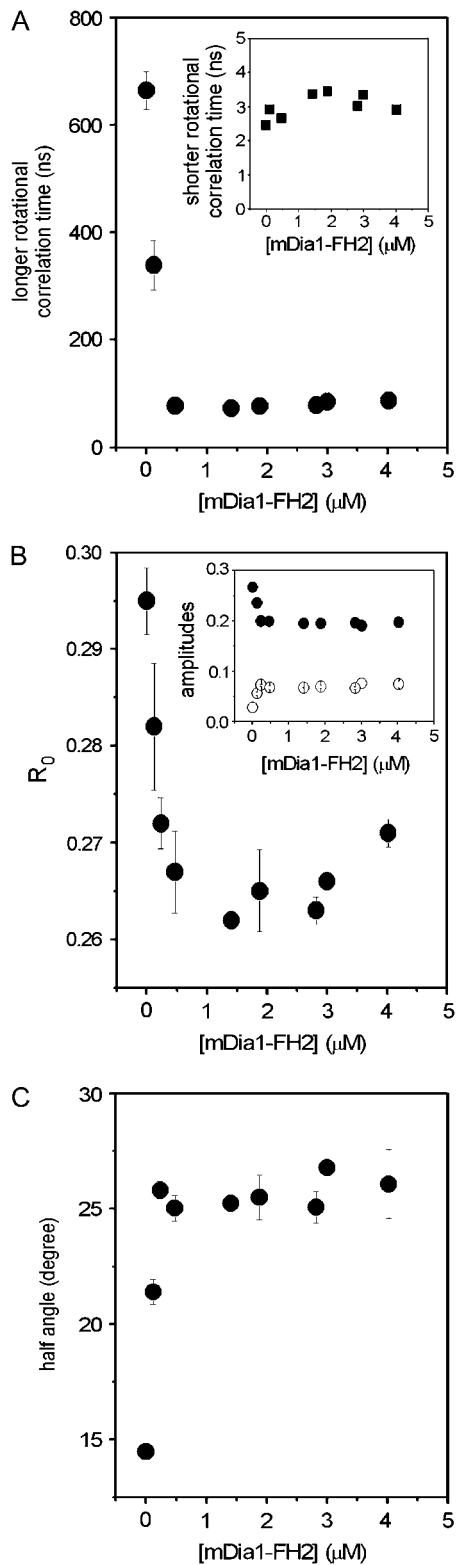 A
800
600
400
200
0
longer rotational
correlation time (ns)
0 1 2 3 4 5
[mDia1-FH2] (μM)
5
4
3
2
1
0
shorter rotational
correlation time (ns)
0 1 2 3 4 5
[mDia1-FH2] (μM)
B
0.30
0.29
0.28
0.27
0.26
R0
0 1 2 3 4 5
[mDia1-FH2] (μM)
0.3
0.2
0.1
0.0
amplitudes
0 1 2 3 4 5
[mDia1-FH2] (μM)
C
30
25
20
15
half angle (degree)
0 1 2 3 4 5
[mDia1-FH2] (μM)